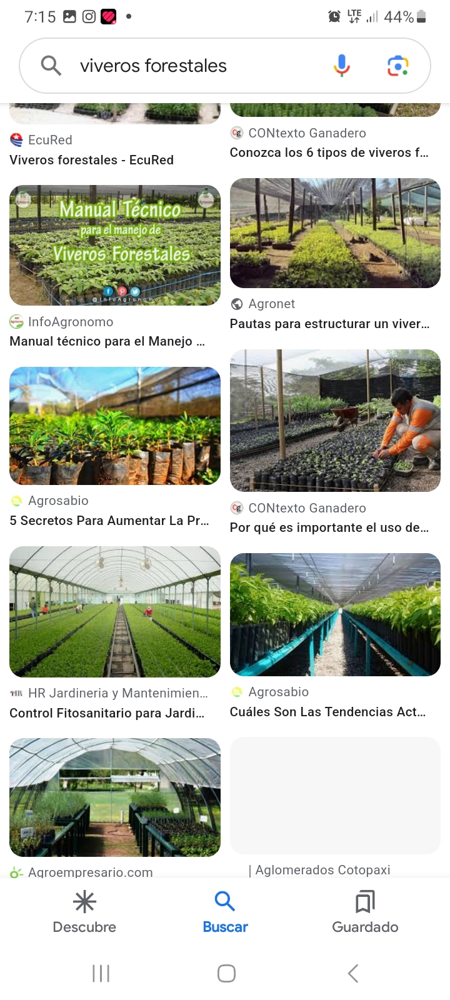 7:15
LTE
44%
viveros forestales
EcuRed
Viveros forestales - EcuRed
Cg CONtexto Ganadero
Conozca los 6 tipos de viveros f...
Manual Técnico
para el manejo de
Viveros Forestales
@InfoAgronomo
InfoAgronomo
Manual técnico para el Manejo ...
Agronet
Pautas para estructurar un viver...
Agrosabio
5 Secretos Para Aumentar La Pr...
Cg CONtexto Ganadero
Por qué es importante el uso de...
HR Jardineria y Mantenimien...
Control Fitosanitario para Jardi...
Agrosabio
Cuáles Son Las Tendencias Act...
Agroempresario.com
| Aglomerados Cotopaxi
Descubre
Buscar
Guardado